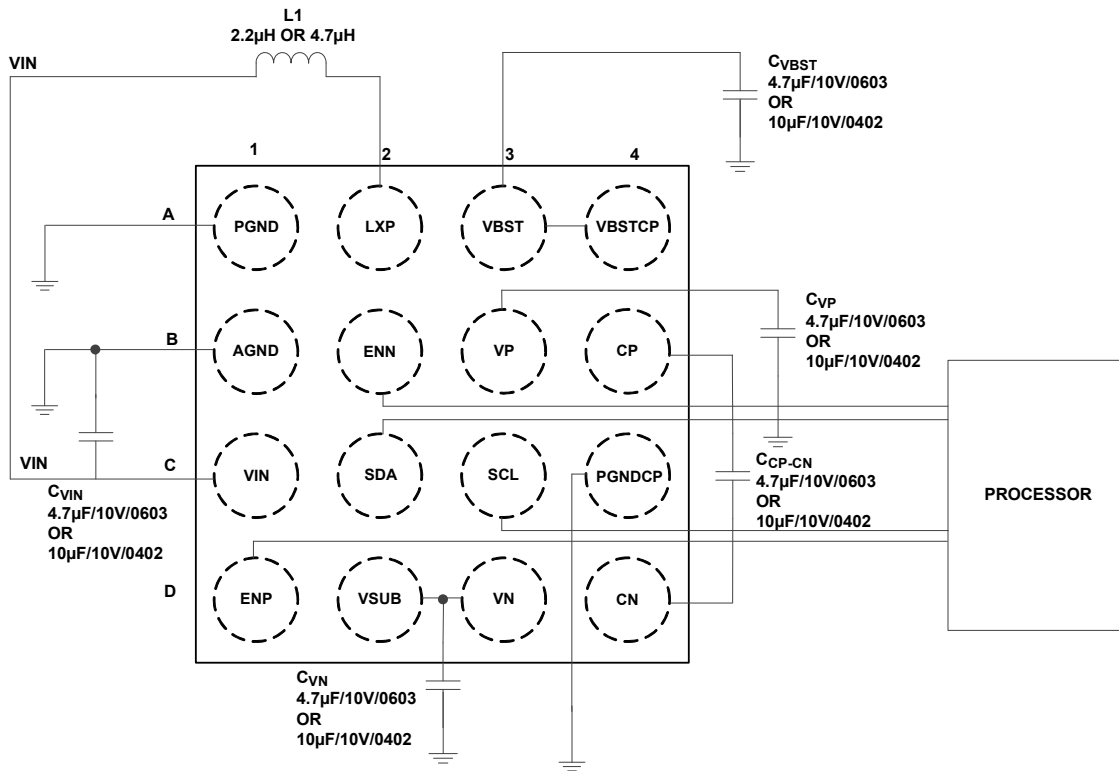 L1
2.2µH OR 4.7µH
VIN
CVBST
4.7µF/10V/0603
OR
10µF/10V/0402
1
2
3
4
A
PGND
LXP
VBST
VBSTCP
CVP
4.7µF/10V/0603
OR
10µF/10V/0402
B
AGND
ENN
VP
CP
VIN
C
VIN
SDA
SCL
PGNDCP
CCP-CN
4.7µF/10V/0603
OR
10µF/10V/0402
PROCESSOR
CVIN
4.7µF/10V/0603
OR
10µF/10V/0402
D
ENP
VSUB
VN
CN
CVN
4.7µF/10V/0603
OR
10µF/10V/0402